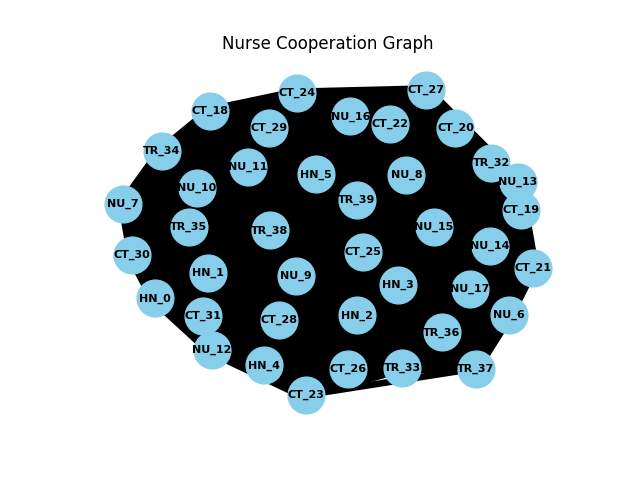 Nurse Cooperation Graph
CT_27
CT_24
CT_18
NU_16
CT_22
CT_29
CT_20
TR_34
TR_32
NU_11
HN_5
NU_8
NU_13
NU_10
TR_39
NU_7
CT_19
TR_35
TR_38
NU_15
NU_14
CT_25
CT_30
CT_21
HN_1
NU_9
HN_3
NU_17
HN_0
CT_31
CT_28
HN_2
NU_6
TR_36
NU_12
HN_4
CT_26
TR_33
TR_37
CT_23